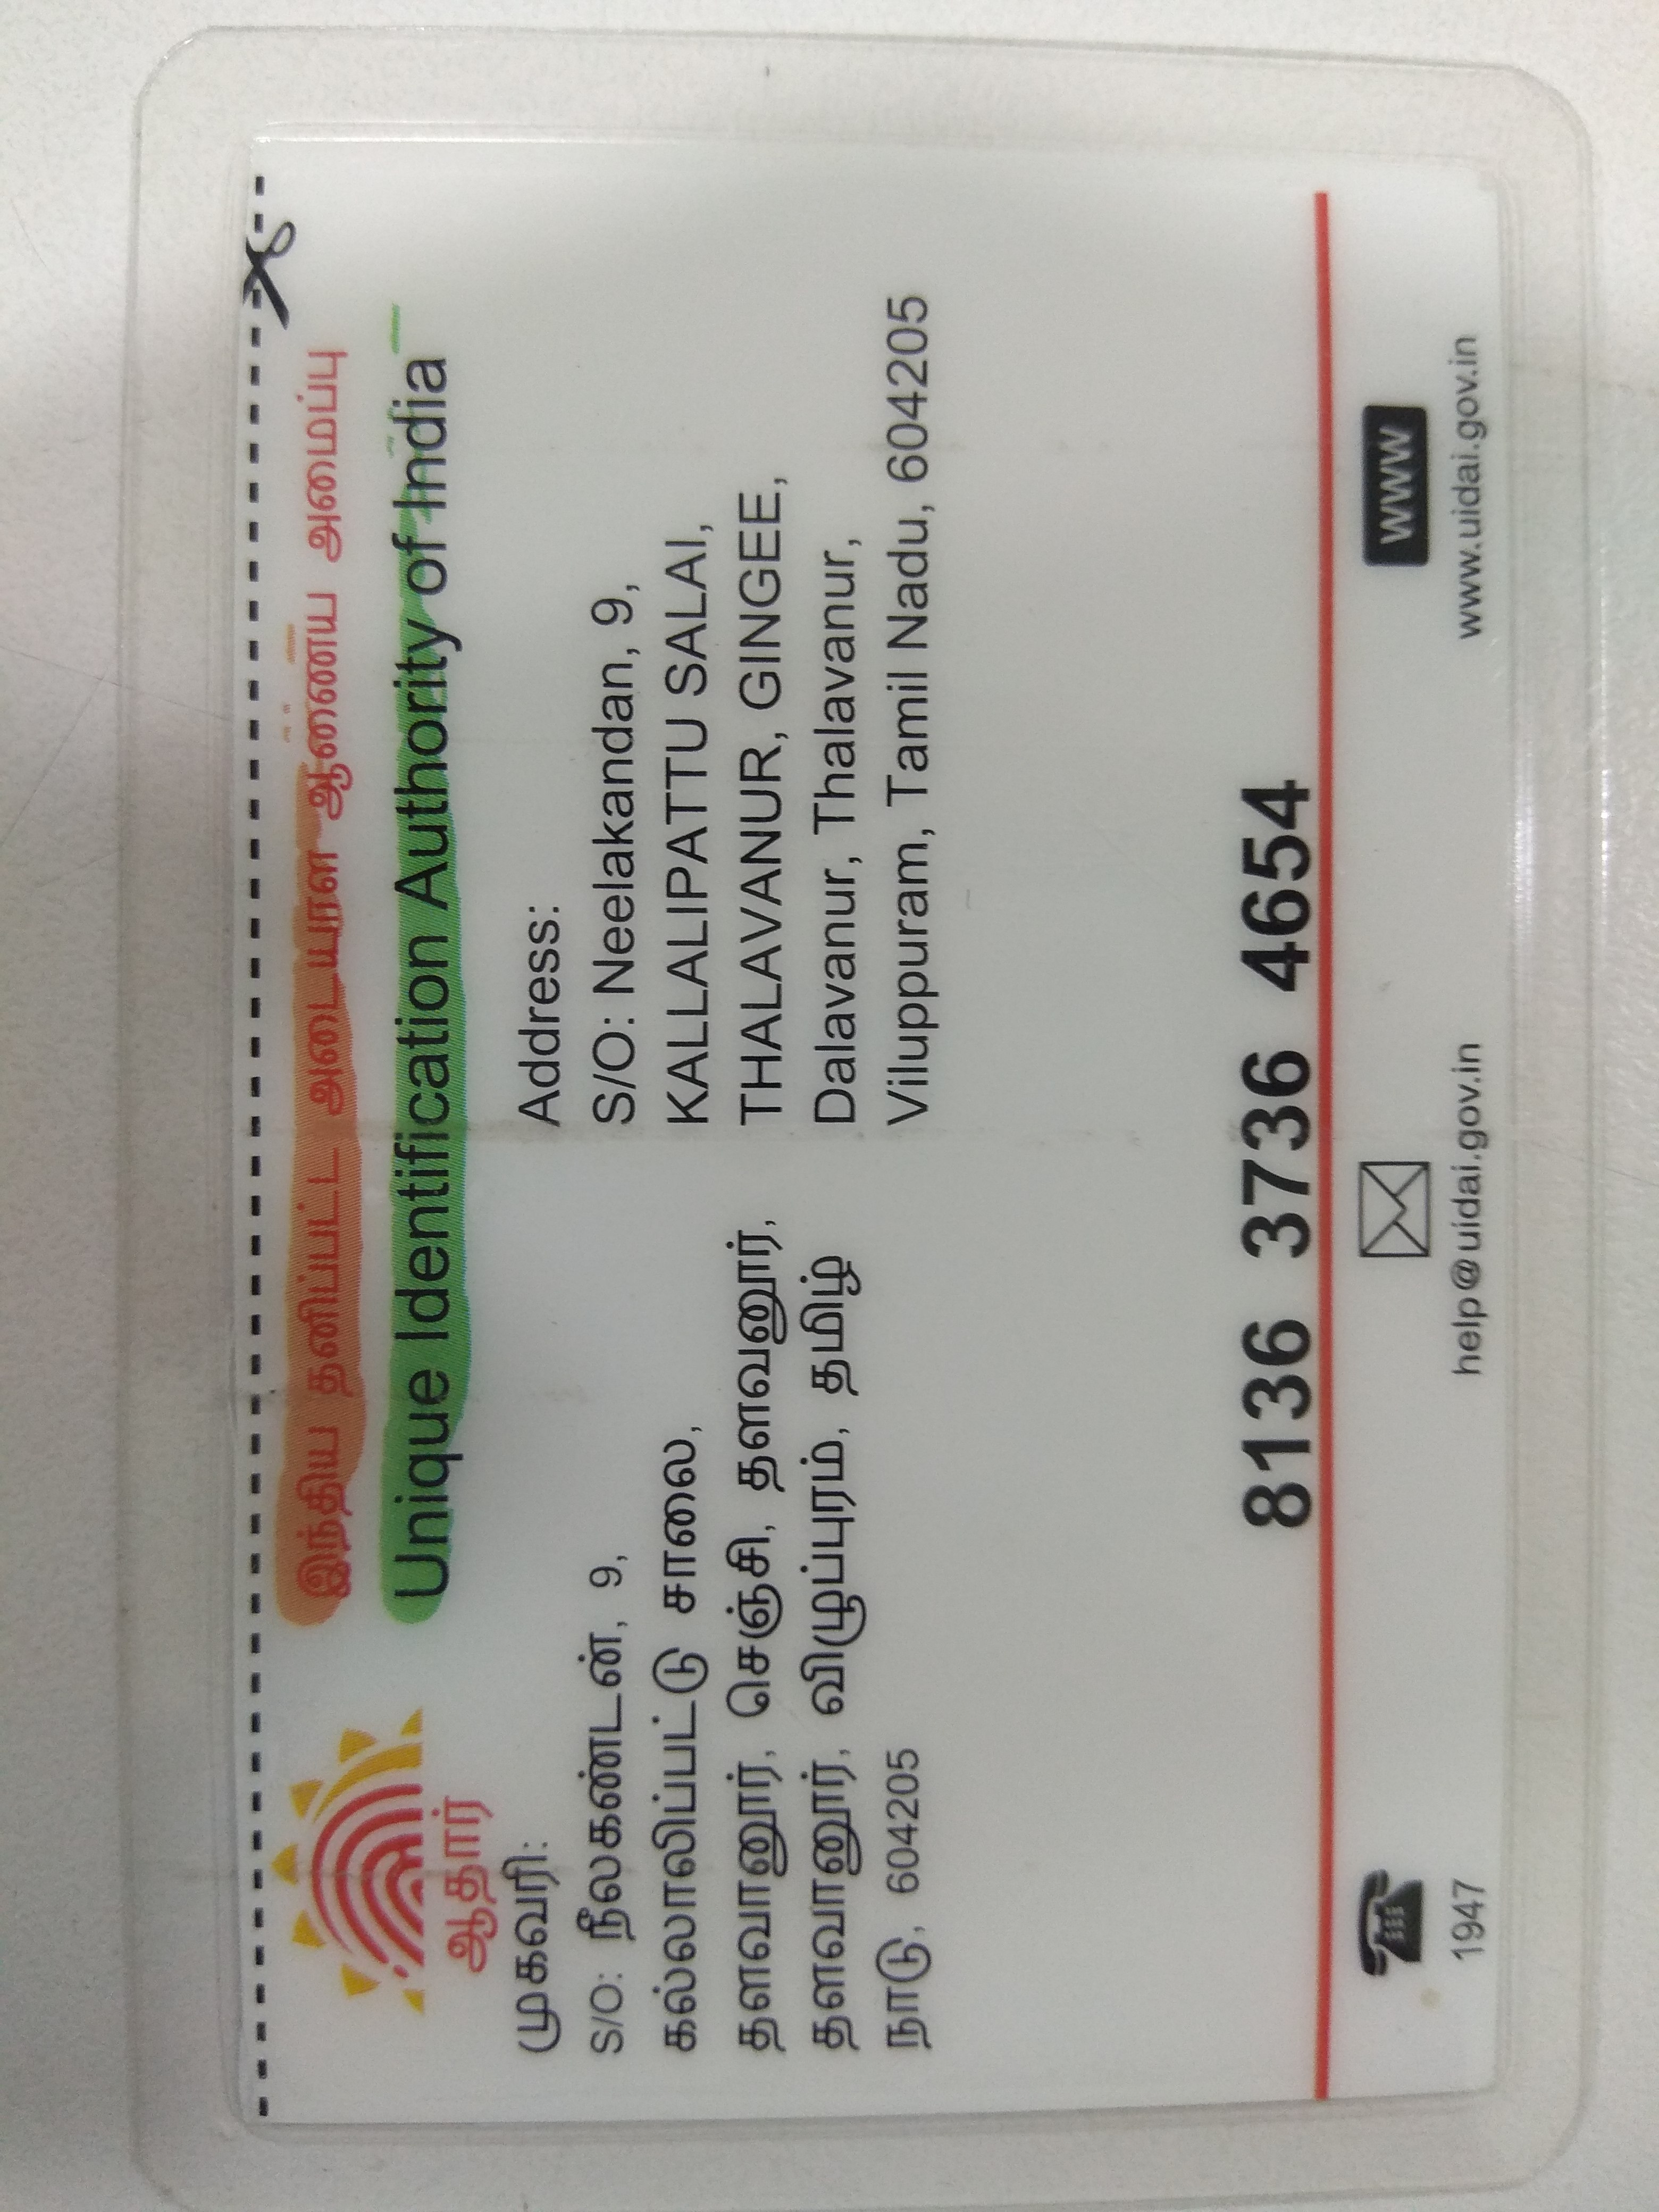 இந்திய தனிப்பட்ட அடையாள ஆணைய அமைப்பு
Unique Identification Authority of India
ஆதார்
முகவரி:
S/O: நீலகண்டன், 9,
கல்லாலிப்பட்டு சாலை,
தளவானூர், செஞ்சி, தளவனூர்,
தளவானூர், விழுப்புரம், தமிழ்
நாடு, 604205
Address:
S/O: Neelakandan, 9,
KALLALIPATTU SALAI,
THALAVANUR, GINGEE,
Dalavanur, Thalavanur,
Viluppuram, Tamil Nadu, 604205
8136 3736 4654
1947
help@uidai.gov.in
WWW
www.uidai.gov.in